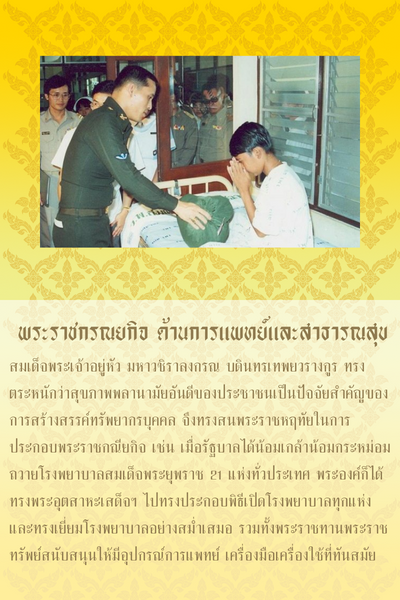 พระราชกรณยกิจ ด้านการแพทย์และสาธารณสุข
สมเด็จพระเจ้าอยู่หัว มหาวชิราลงกรณ บดินทรเทพยวรางกูร ทรง
ตระหนักว่าสุขภาพพลานามัยอันดีของประชาชนเป็นปัจจัยสำคัญของ
การสร้างสรรค์ทรัพยากรบุคคล จึงทรงสนพระราชหฤทัยในการ
ประกอบพระราชกณียกิจ เช่น เมื่อรัฐบาลได้น้อมเกล้าน้อมกระหม่อม
ถวายโรงพยาบาลสมเด็จพระยุพราช 21 แห่งทั่วประเทศ พระองค์ก็ได้
ทรงพระอุตสาหะเสด็จฯ ไปทรงประกอบพิธีเปิดโรงพยาบาลทุกแห่ง
และทรงเยี่ยมโรงพยาบาลอย่างสม่ำเสมอ รวมทั้งพระราชทานพระราช
ทรัพย์สนับสนุนให้มีอุปกรณ์การแพทย์ เครื่องมือเครื่องใช้ที่ทันสมัย